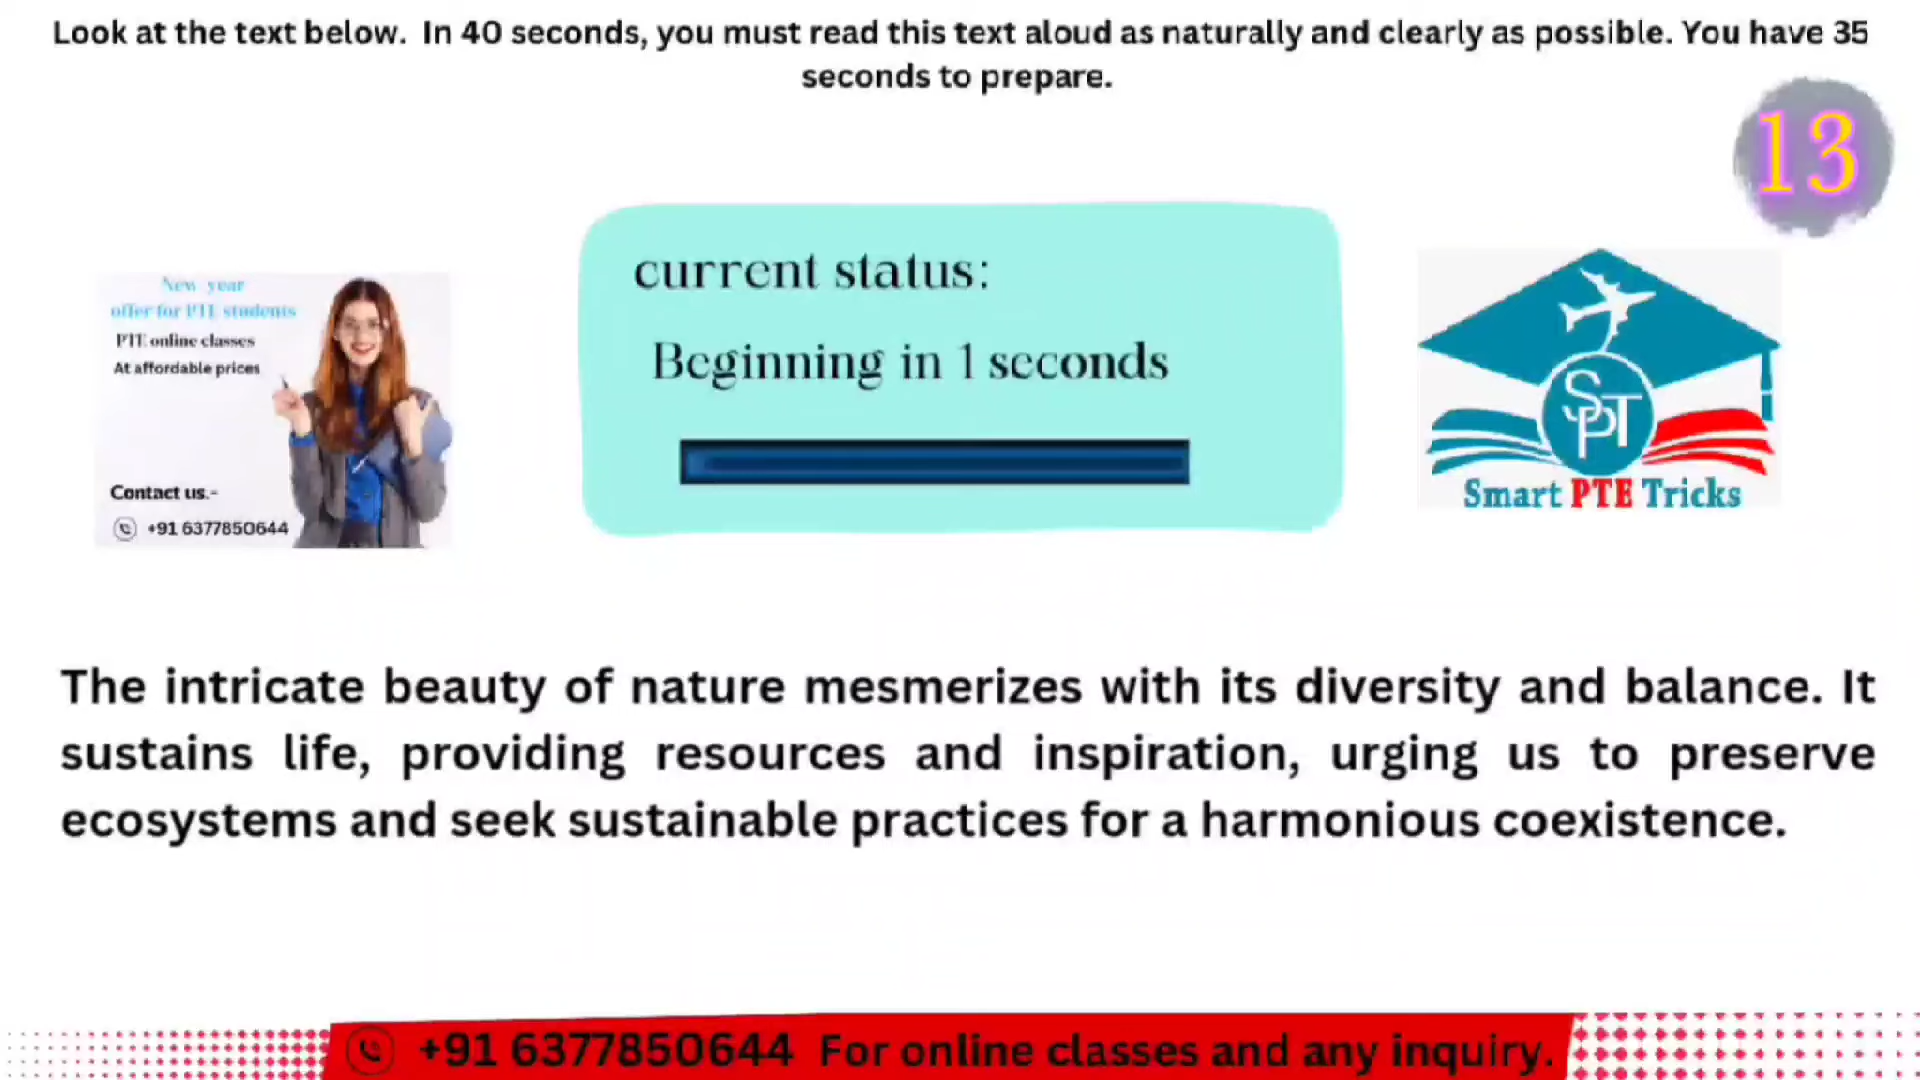 Look at the text below. In 40 seconds, you must read this text aloud as naturally and clearly as possible. You have 35
seconds to prepare.
13
New year
offer for PTE students
PTE online classes
At affordable prices
Contact us.-
+91 6377850644
current status:
Beginning in 1 seconds
SPT
Smart PTE Tricks
The intricate beauty of nature mesmerizes with its diversity and balance. It
sustains life, providing resources and inspiration, urging us to preserve
ecosystems and seek sustainable practices for a harmonious coexistence.
+91 6377850644 For online classes and any inquiry.